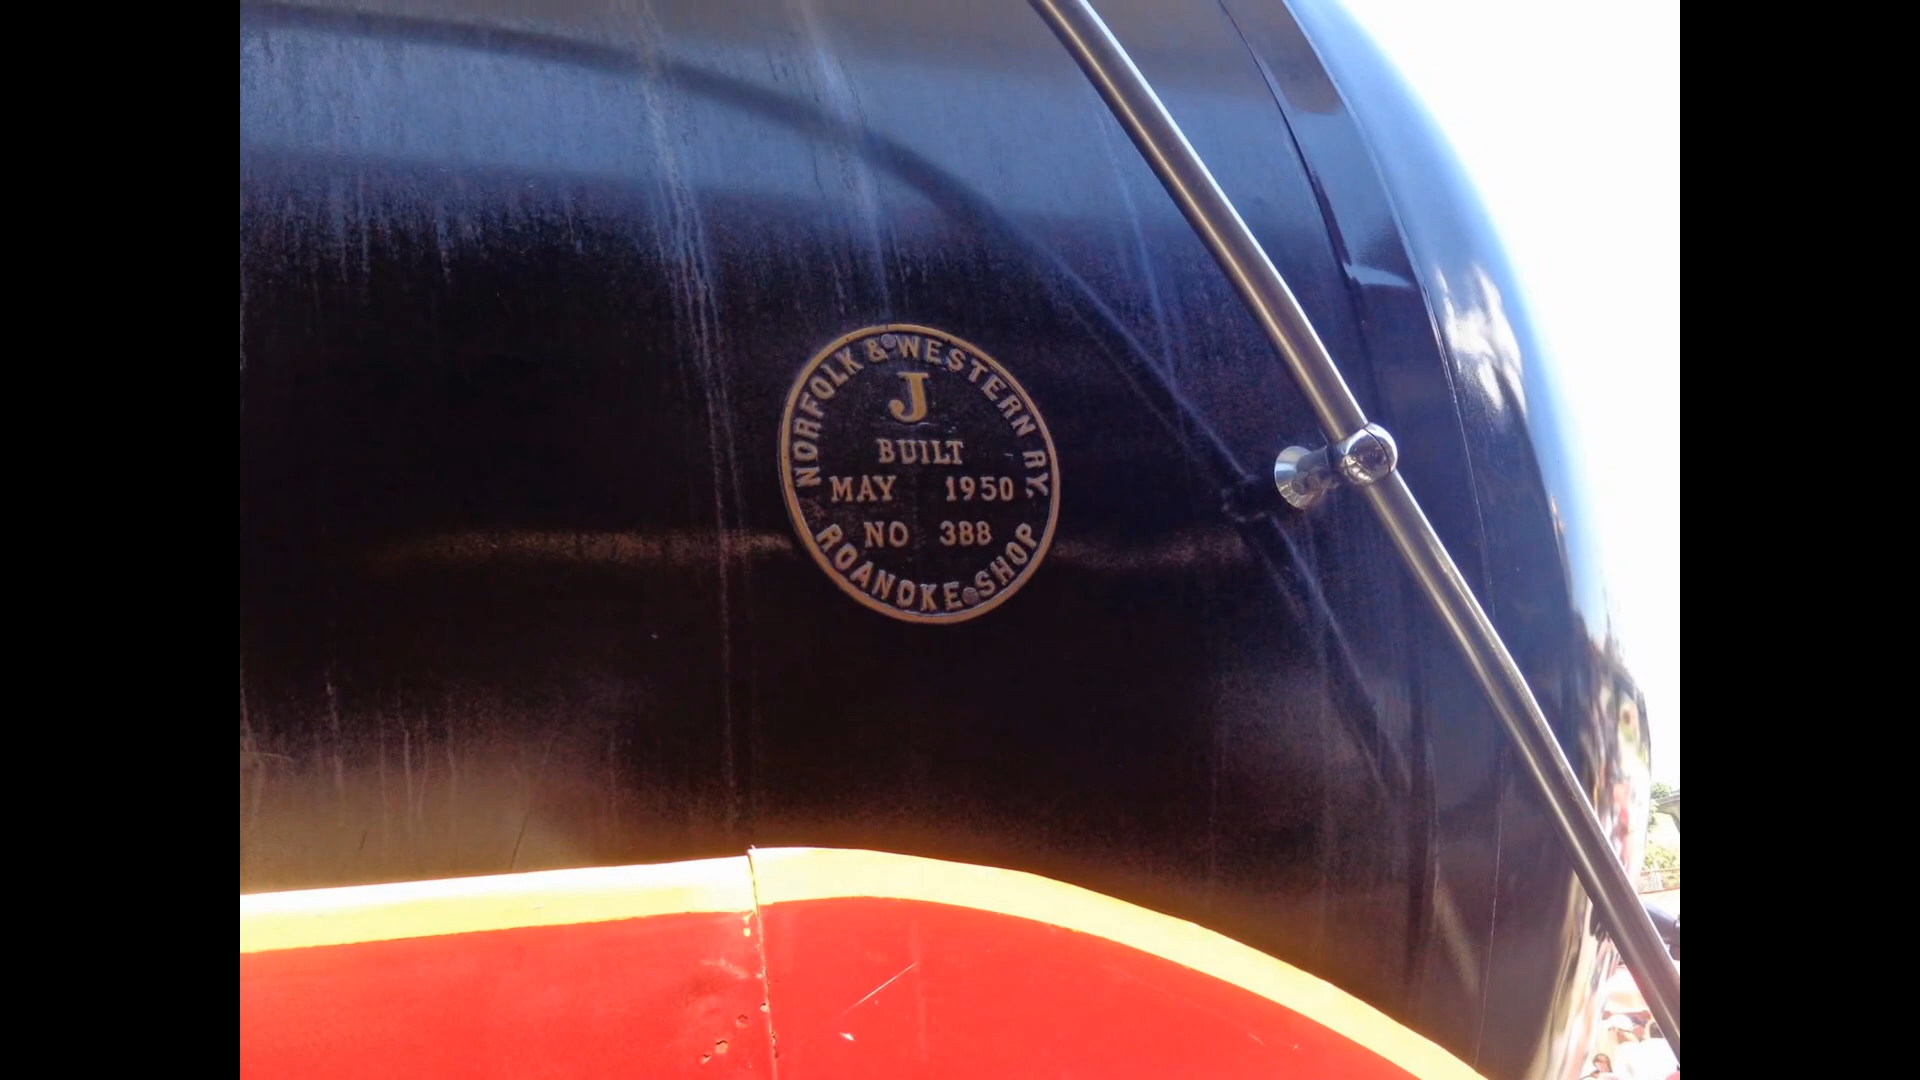 NORFOLK & WESTERN RY.
J
BUILT
MAY 1950
NO 388
ROANOKE SHOP